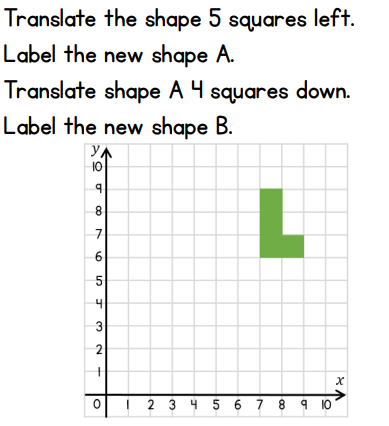 Translate the shape 5 squares left.
Label the new shape A.
Translate shape A 4 squares down.
Label the new shape B.
y
10
9
8
7
6
5
4
3
2
1
x
0 1 2 3 4 5 6 7 8 9 10